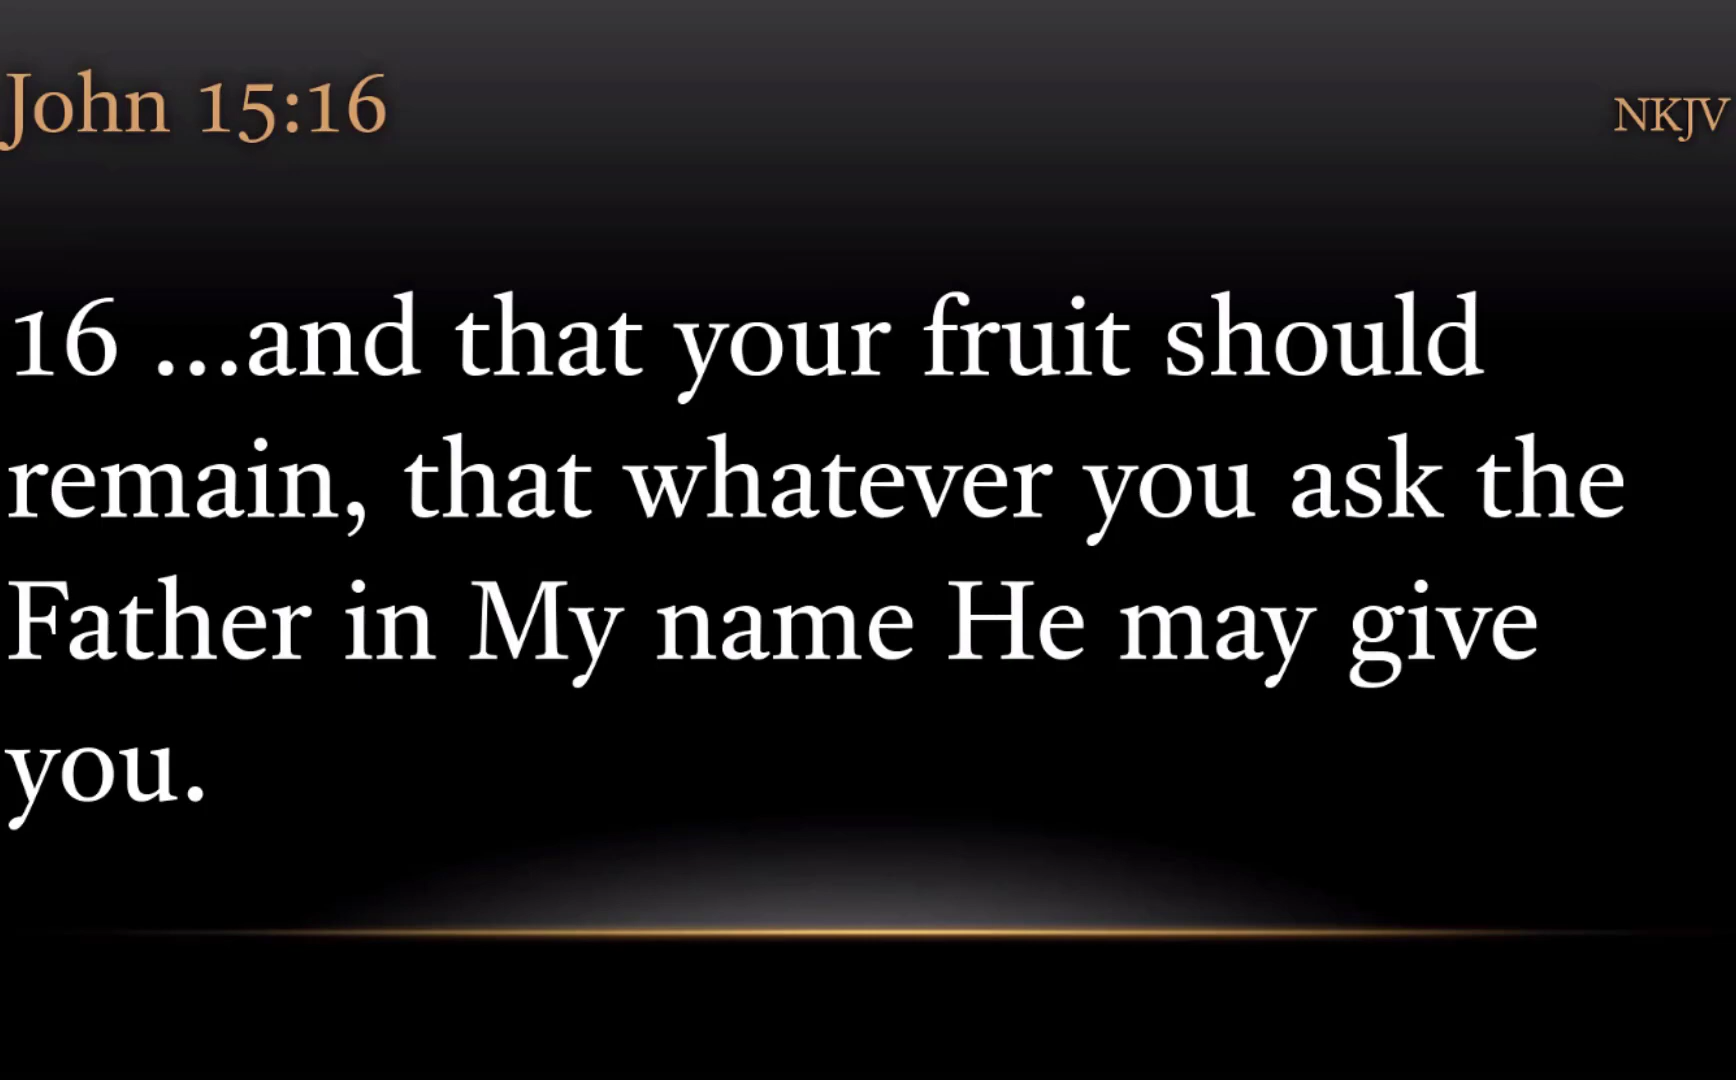 John 15:16
NKJV
16 ...and that your fruit should
remain, that whatever you ask the
Father in My name He may give
you.